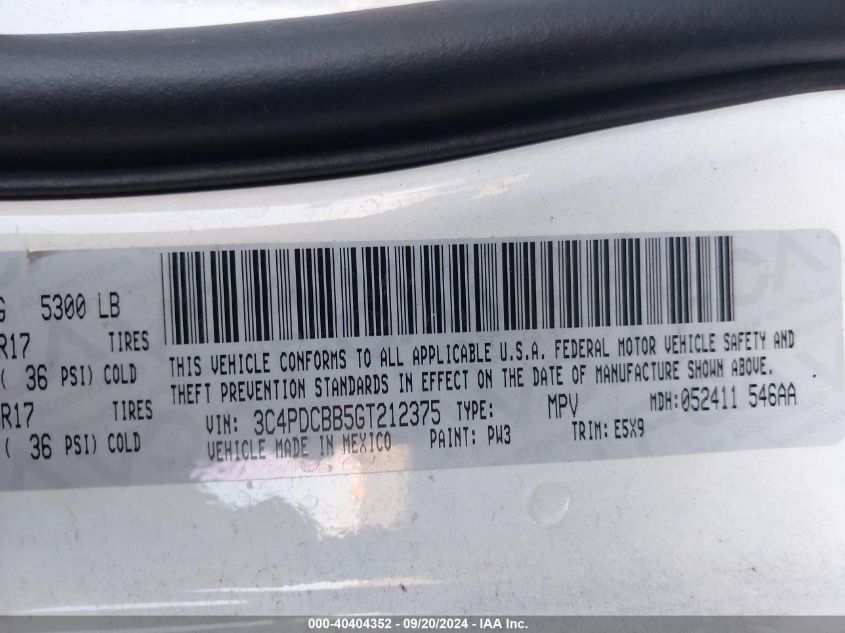 G 5300 LB
R17 TIRES
( 36 PSI) COLD
R17 TIRES
( 36 PSI) COLD
THIS VEHICLE CONFORMS TO ALL APPLICABLE U.S.A. FEDERAL MOTOR VEHICLE SAFETY AND
THEFT PREVENTION STANDARDS IN EFFECT ON THE DATE OF MANUFACTURE SHOWN ABOVE.
VIN: 3C4PDCBB5GT212375 TYPE: MPV MDH:052411 546AA
VEHICLE MADE IN MEXICO PAINT: PW3 TRIM: E5X9
000-40404352 - 09/20/2024 - IAA Inc.